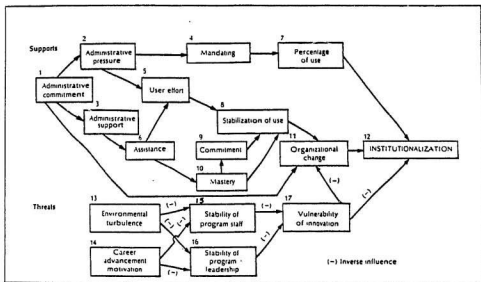 Supports
2
Administrative
pressure
4
Mandating
7
Percentage
of use
1
Administrative
commitment
5
User effort
3
Administrative
support
8
Stabilization of use
6
Assistance
9
Commitment
10
Mastery
11
Organizational
change
12
INSTITUTIONALIZATION
Threats
13
Environmental
turbulence
(-)
(-)
(-)
15
Stability of
program staff
(-)
17
Vulnerability
of innovation
(-)
(-)
14
Career
advancement
motivation
(-)
16
Stability of
program
leadership
(-)
(-) Inverse influence